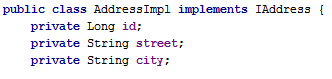 public class AddressImpl implements IAddress {
    private Long id;
    private String street;
    private String city;